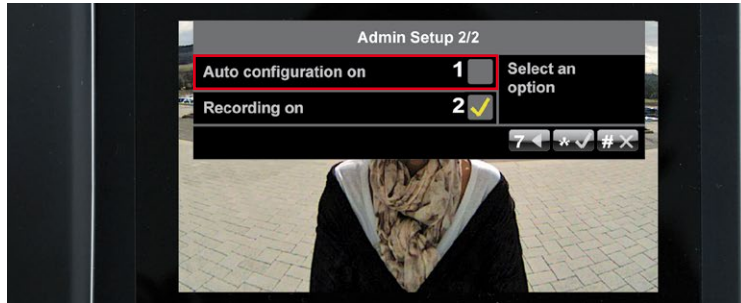 Admin Setup 2/2
Auto configuration on 1
Select an
option
Recording on 2
7 * #